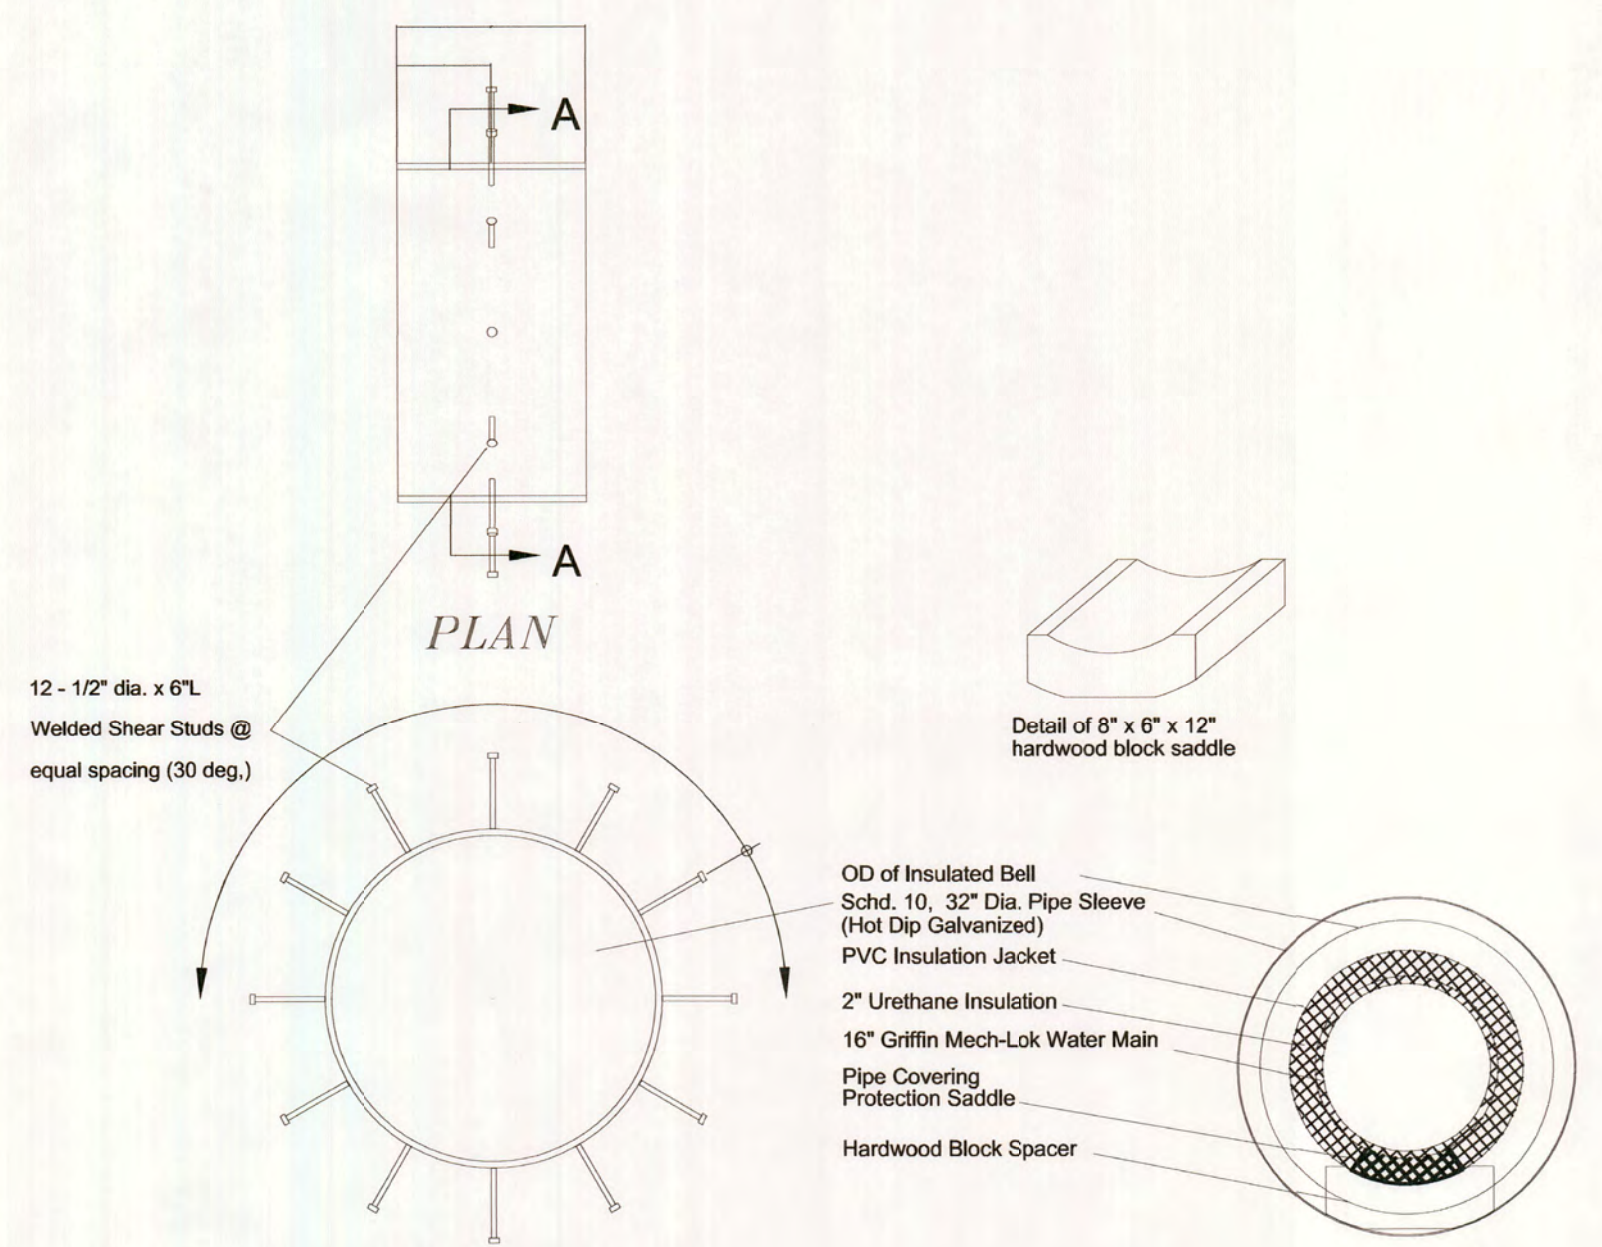 A
A
PLAN
12 - 1/2" dia. x 6"L
Welded Shear Studs @
equal spacing (30 deg,)
Detail of 8" x 6" x 12"
hardwood block saddle
OD of Insulated Bell
Schd. 10, 32" Dia. Pipe Sleeve
(Hot Dip Galvanized)
PVC Insulation Jacket
2" Urethane Insulation
16" Griffin Mech-Lok Water Main
Pipe Covering
Protection Saddle
Hardwood Block Spacer